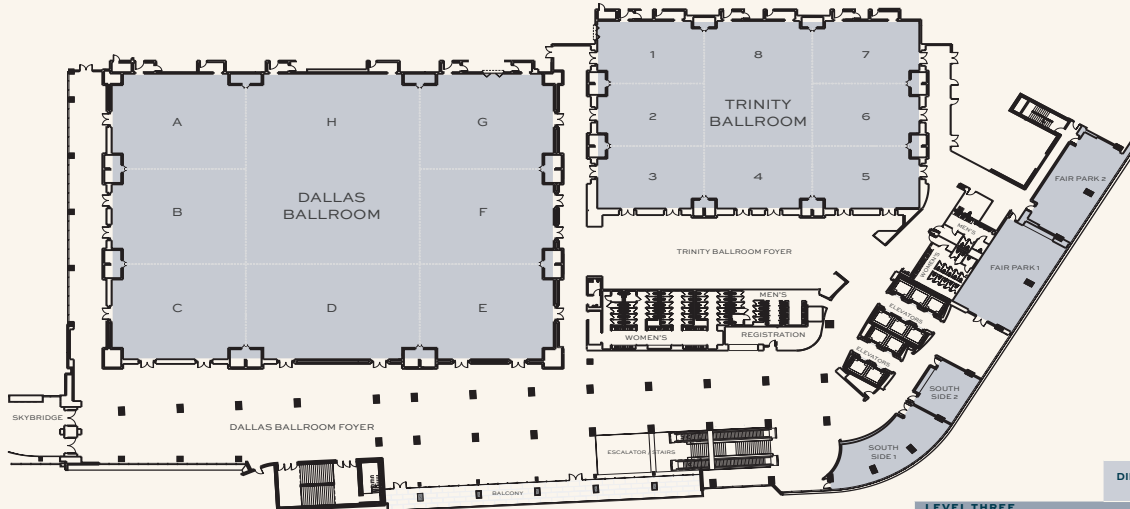 1
8
7
A
H
G
TRINITY
BALLROOM
2
6
3
4
5
FAIR PARK 2
DALLAS
BALLROOM
B
F
MEN'S
TRINITY BALLROOM FOYER
WOMEN'S
FAIR PARK 1
C
D
E
MEN'S
ELEVATORS
WOMEN'S
REGISTRATION
ELEVATORS
SOUTH
SIDE 2
SKYBRIDGE
DALLAS BALLROOM FOYER
ESCALATOR / STAIRS
SOUTH
SIDE 1
BALCONY
LEVEL THREE